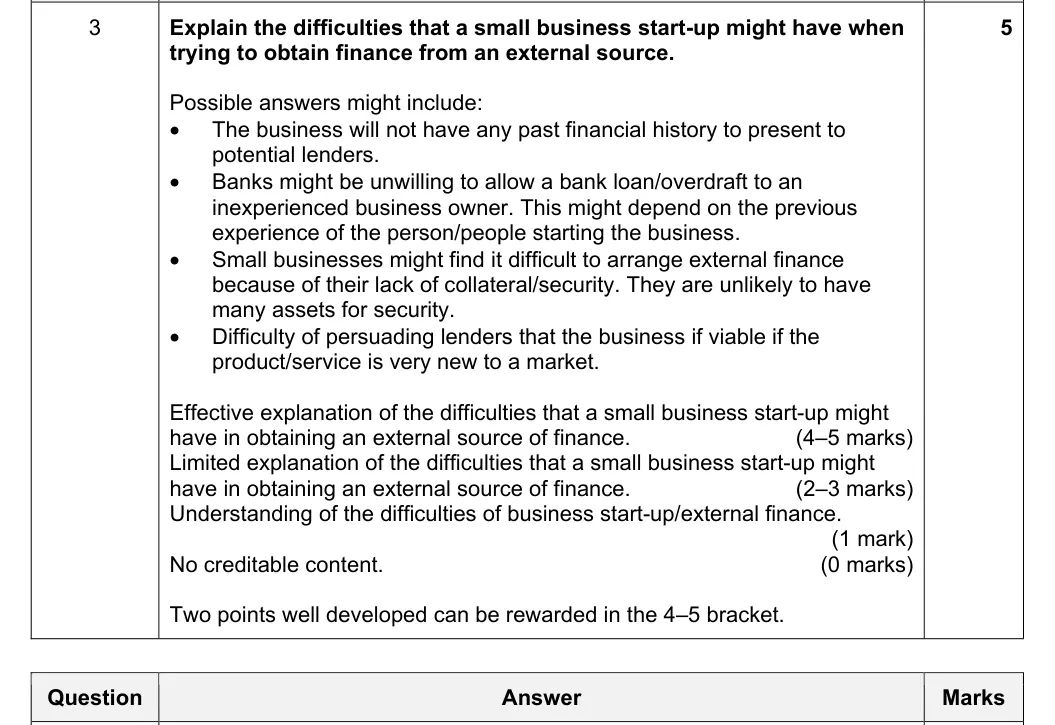 3 Explain the difficulties that a small business start-up might have when 5
trying to obtain finance from an external source.
Possible answers might include:
• The business will not have any past financial history to present to
potential lenders.
• Banks might be unwilling to allow a bank loan/overdraft to an
inexperienced business owner. This might depend on the previous
experience of the person/people starting the business.
• Small businesses might find it difficult to arrange external finance
because of their lack of collateral/security. They are unlikely to have
many assets for security.
• Difficulty of persuading lenders that the business if viable if the
product/service is very new to a market.
Effective explanation of the difficulties that a small business start-up might
have in obtaining an external source of finance. (4–5 marks)
Limited explanation of the difficulties that a small business start-up might
have in obtaining an external source of finance. (2–3 marks)
Understanding of the difficulties of business start-up/external finance.
(1 mark)
No creditable content. (0 marks)
Two points well developed can be rewarded in the 4–5 bracket.
Question Answer Marks